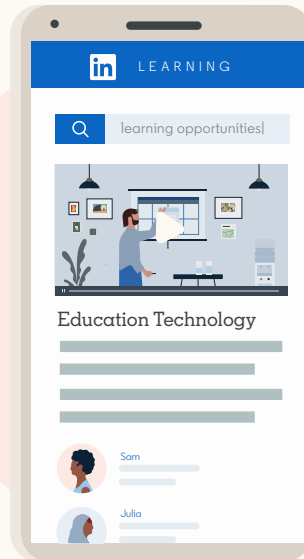 in LEARNING
learning opportunities|
Education Technology
Sam
Julia